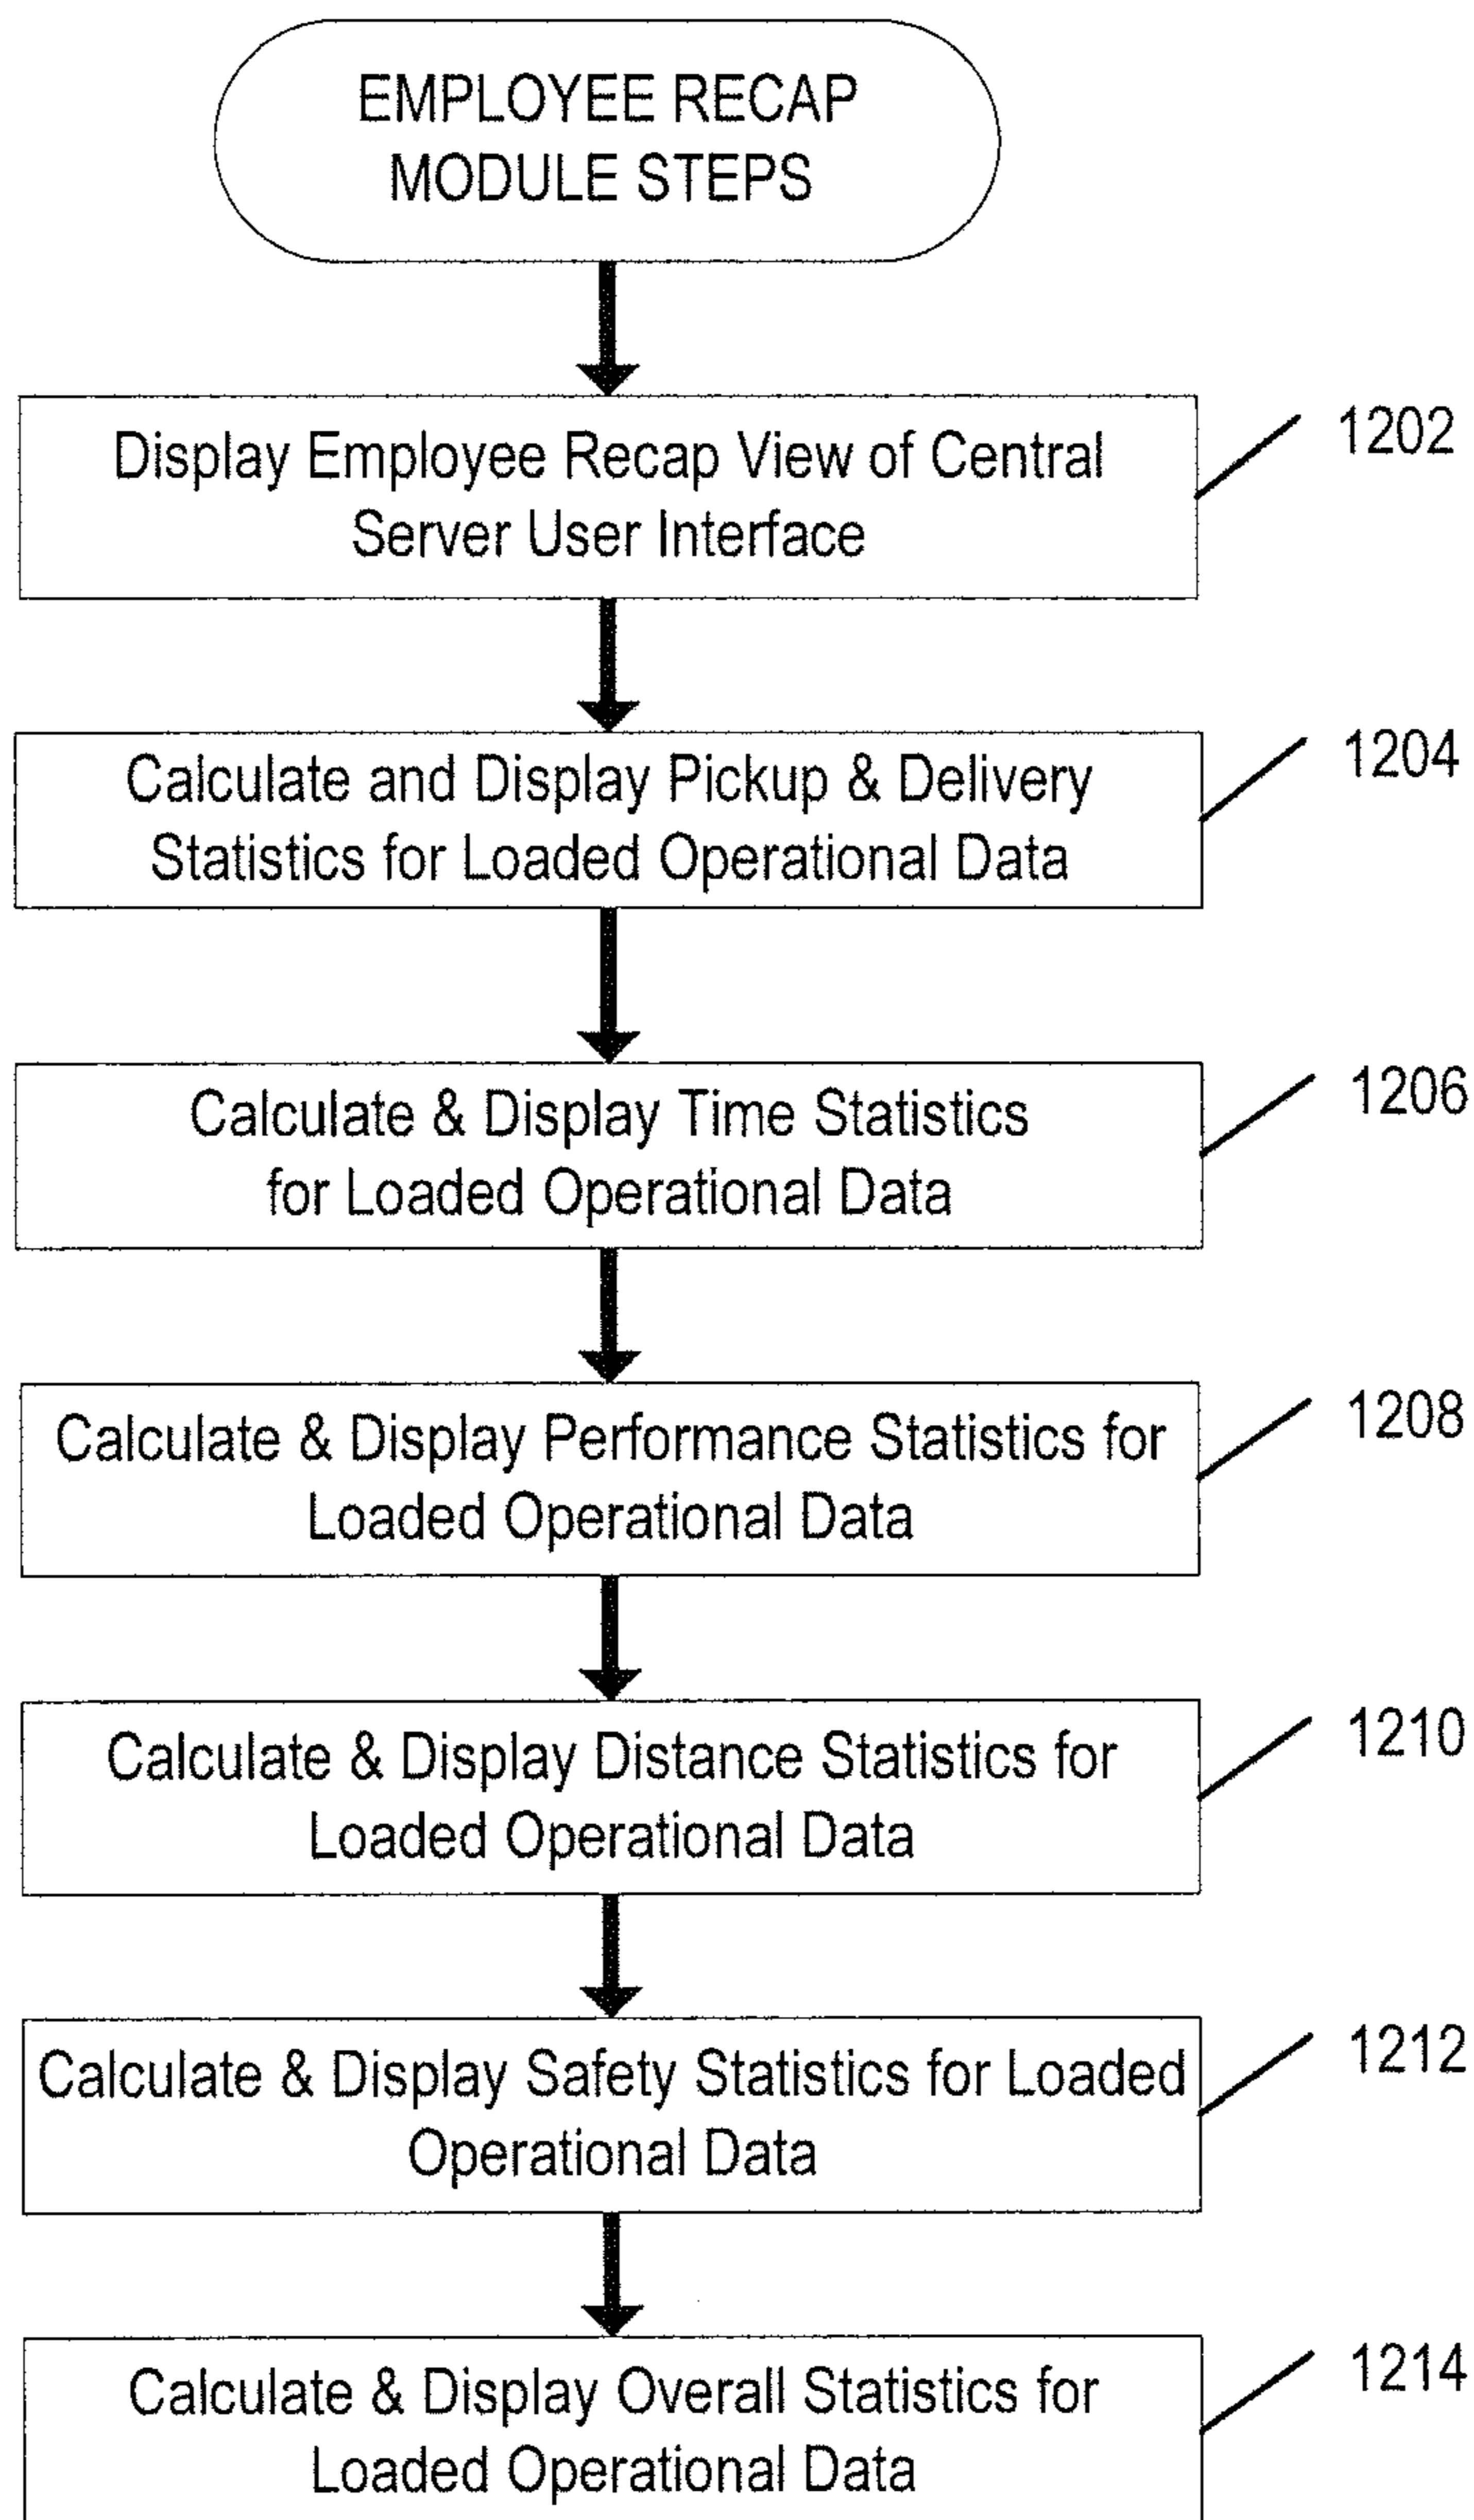 EMPLOYEE RECAP
MODULE STEPS
Display Employee Recap View of Central
Server User Interface
1202
Calculate and Display Pickup & Delivery
Statistics for Loaded Operational Data
1204
Calculate & Display Time Statistics
for Loaded Operational Data
1206
Calculate & Display Performance Statistics for
Loaded Operational Data
1208
Calculate & Display Distance Statistics for
Loaded Operational Data
1210
Calculate & Display Safety Statistics for Loaded
Operational Data
1212
Calculate & Display Overall Statistics for
Loaded Operational Data
1214